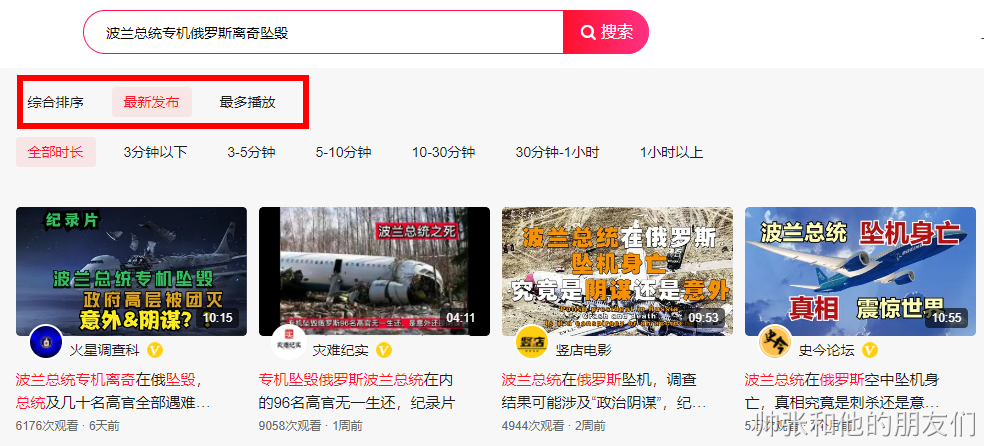 波兰总统专机俄罗斯离奇坠毁
搜索
综合排序 最新发布 最多播放
全部时长 3分钟以下 3-5分钟 5-10分钟 10-30分钟 30分钟-1小时 1小时以上
纪录片
波兰总统专机坠毁
政府高层被团灭
意外&阴谋?!
10:15
波兰总统之死
专机坠毁俄罗斯96名高官无一生还,是意外还是
04:11
波兰总统在俄罗斯
坠机身亡
究竟是阴谋还是意外
09:53
波兰总统 坠机身亡
真相 震惊世界
10:55
火星调查科
灾难纪实
灾难纪实
竖店
竖店电影
史今
史今论坛
波兰总统专机离奇在俄坠毁,
总统及几十名高官全部遇难...
6176次观看 · 6天前
专机坠毁俄罗斯波兰总统在内
的96名高官无一生还，纪录片
9058次观看 · 1周前
波兰总统在俄罗斯坠机，调查
结果可能涉及“政治阴谋”，纪...
4944次观看 · 2周前
波兰总统在俄罗斯空中坠机身
亡，真相究竟是刺杀还是意...
帅张和他的朋友们